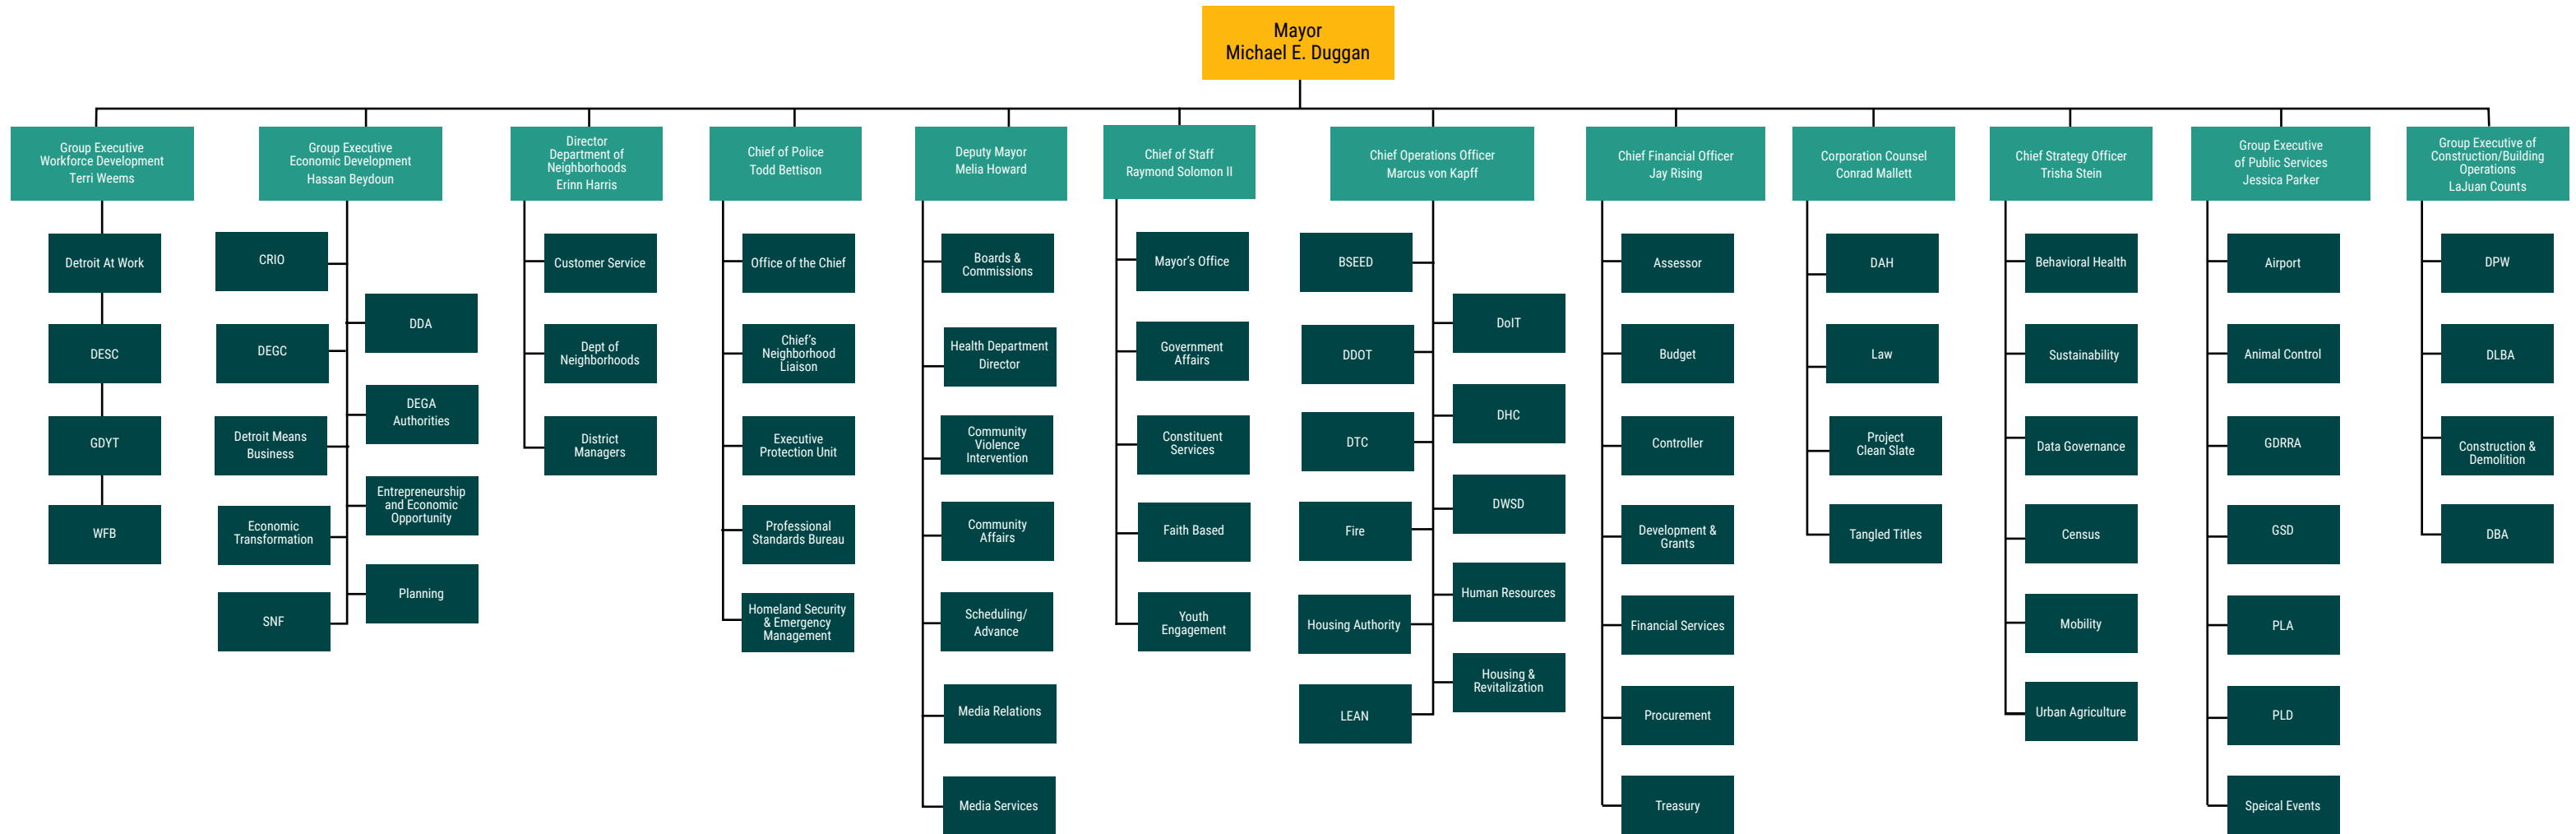 Mayor
Michael E. Duggan
Group Executive
Workforce Development
Terri Weems
Group Executive
Economic Development
Hassan Beydoun
Director
Department of
Neighborhoods
Erinn Harris
Chief of Police
Todd Bettison
Deputy Mayor
Melia Howard
Chief of Staff
Raymond Solomon II
Chief Operations Officer
Marcus von Kapff
Chief Financial Officer
Jay Rising
Corporation Counsel
Conrad Mallett
Chief Strategy Officer
Trisha Stein
Group Executive
of Public Services
Jessica Parker
Group Executive of
Construction/Building
Operations
LaJuan Counts
Detroit At Work
DESC
GDYT
WFB
CRIO
DDA
DEGC
DEGA
Authorities
Detroit Means
Business
Entrepreneurship
and Economic
Opportunity
Economic
Transformation
Planning
SNF
Customer Service
Dept of
Neighborhoods
District
Managers
Office of the Chief
Chief's
Neighborhood
Liaison
Executive
Protection Unit
Professional
Standards Bureau
Homeland Security
& Emergency
Management
Boards &
Commissions
Health Department
Director
Community
Violence
Intervention
Community
Affairs
Scheduling/
Advance
Media Relations
Media Services
Mayor's Office
Government
Affairs
Constituent
Services
Faith Based
Youth
Engagement
BSEED
DoIT
DDOT
DHC
DTC
DWSD
Fire
Human Resources
Housing Authority
Housing &
Revitalization
LEAN
Assessor
Budget
Controller
Development &
Grants
Financial Services
Procurement
Treasury
DAH
Law
Project
Clean Slate
Tangled Titles
Behavioral Health
Sustainability
Data Governance
Census
Mobility
Urban Agriculture
Airport
Animal Control
GDRRA
GSD
PLA
PLD
Speical Events
DPW
DLBA
Construction &
Demolition
DBA